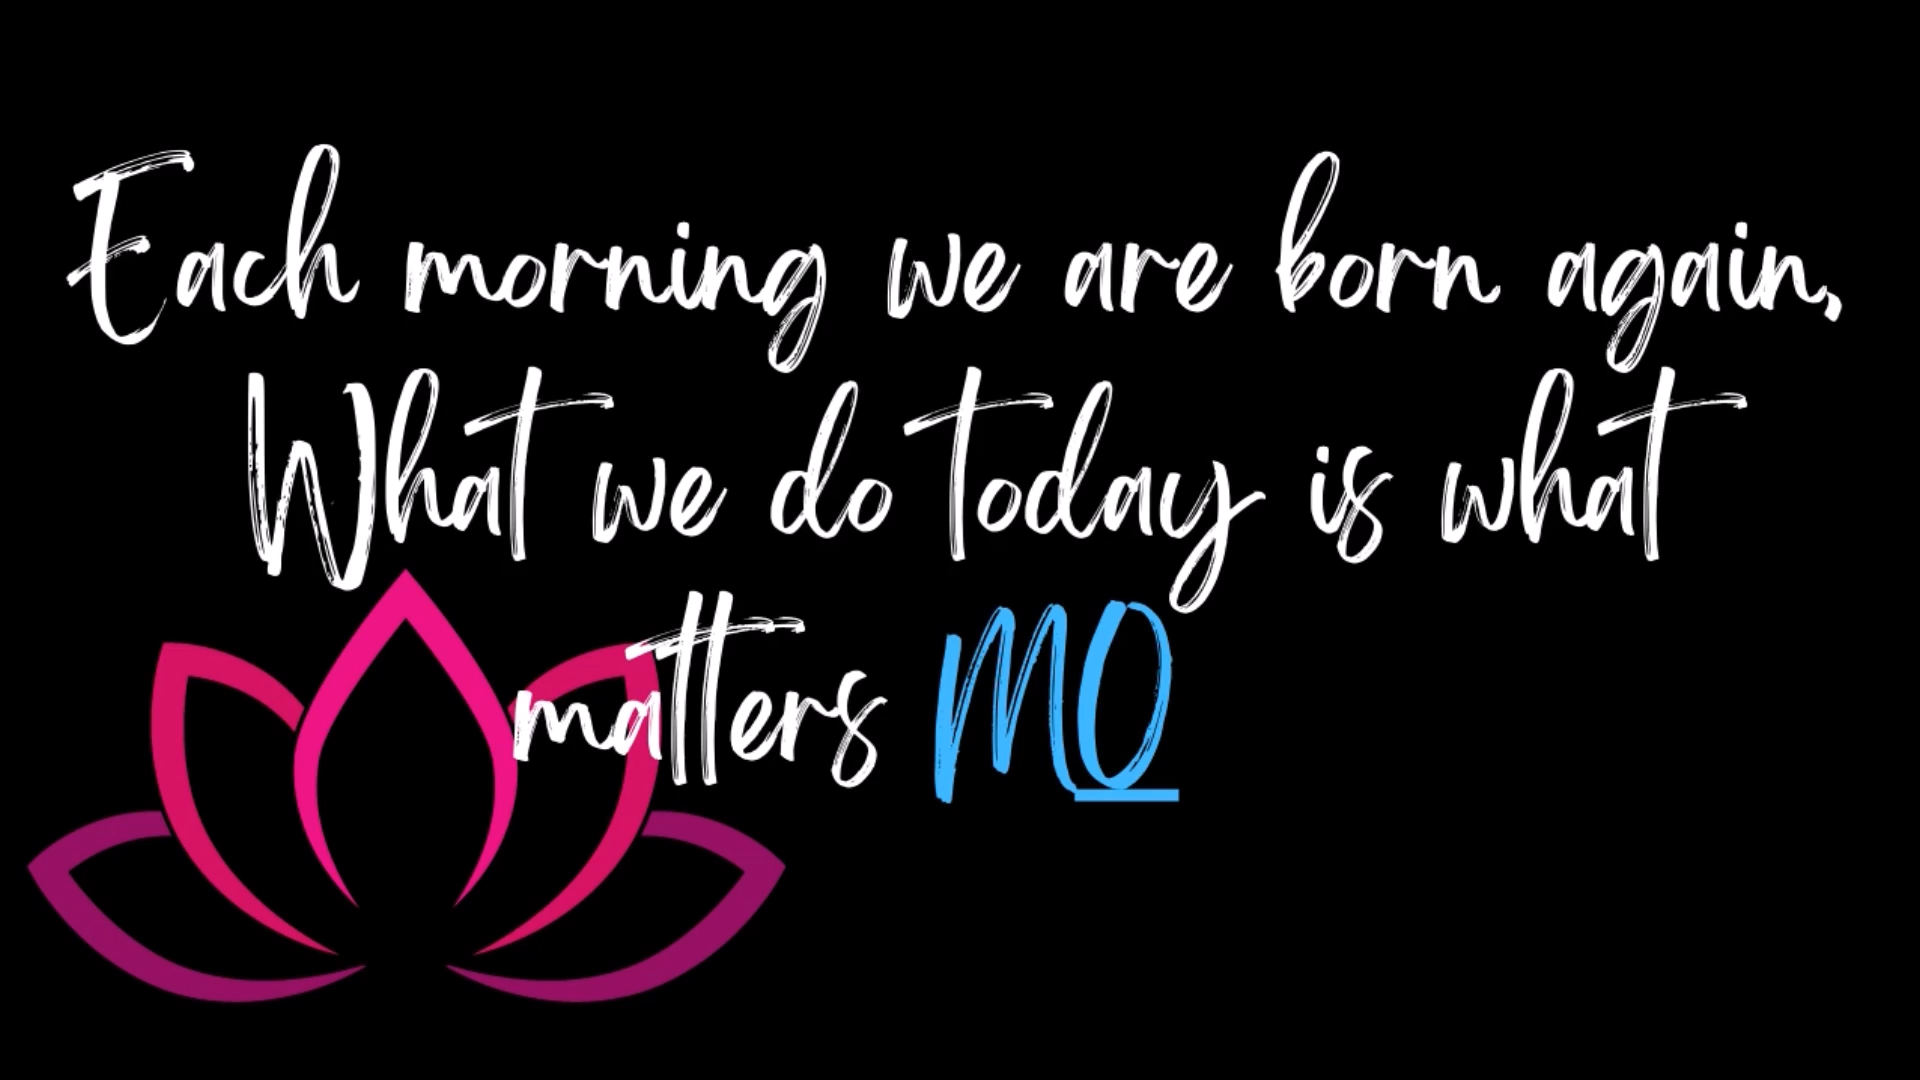 Each morning we are born again,
What we do today is what
matters MO